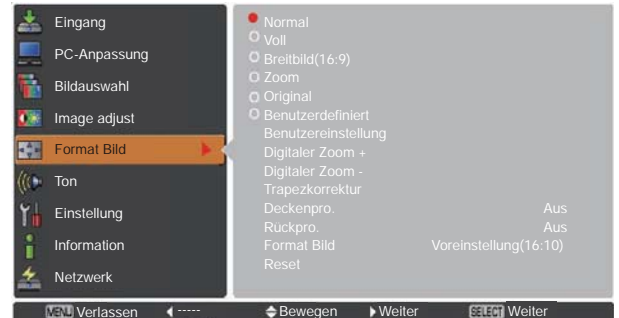 Eingang
PC-Anpassung
Bildauswahl
Image adjust
Format Bild
Ton
Einstellung
Information
Netzwerk
Normal
Voll
Breitbild(16:9)
Zoom
Original
Benutzerdefiniert
Benutzereinstellung
Digitaler Zoom +
Digitaler Zoom -
Trapezkorrektur
Deckenpro. Aus
Rückpro. Aus
Format Bild Voreinstellung(16:10)
Reset
MENU Verlassen ----- Bewegen Weiter SELECT Weiter